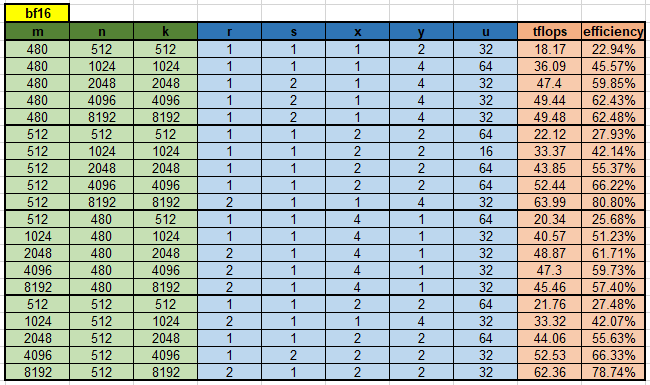 bf16
m n k r s x y u tflops efficiency
480 512 512 1 1 1 2 32 18.17 22.94%
480 1024 1024 1 1 1 4 64 36.09 45.57%
480 2048 2048 1 2 1 4 32 47.4 59.85%
480 4096 4096 1 2 1 4 32 49.44 62.43%
480 8192 8192 1 2 1 4 32 49.48 62.48%
512 512 512 1 1 2 2 64 22.12 27.93%
512 1024 1024 1 1 2 2 16 33.37 42.14%
512 2048 2048 1 1 2 2 64 43.85 55.37%
512 4096 4096 1 1 2 2 64 52.44 66.22%
512 8192 8192 2 1 1 4 32 63.99 80.80%
512 480 512 1 1 4 1 64 20.34 25.68%
1024 480 1024 1 1 4 1 32 40.57 51.23%
2048 480 2048 2 1 4 1 32 48.87 61.71%
4096 480 4096 2 1 4 1 32 47.3 59.73%
8192 480 8192 2 1 4 1 32 45.46 57.40%
512 512 512 1 1 2 2 64 21.76 27.48%
1024 512 1024 2 1 1 4 32 33.32 42.07%
2048 512 2048 1 1 2 2 64 44.06 55.63%
4096 512 4096 1 2 2 2 32 52.53 66.33%
8192 512 8192 2 1 2 2 32 62.36 78.74%